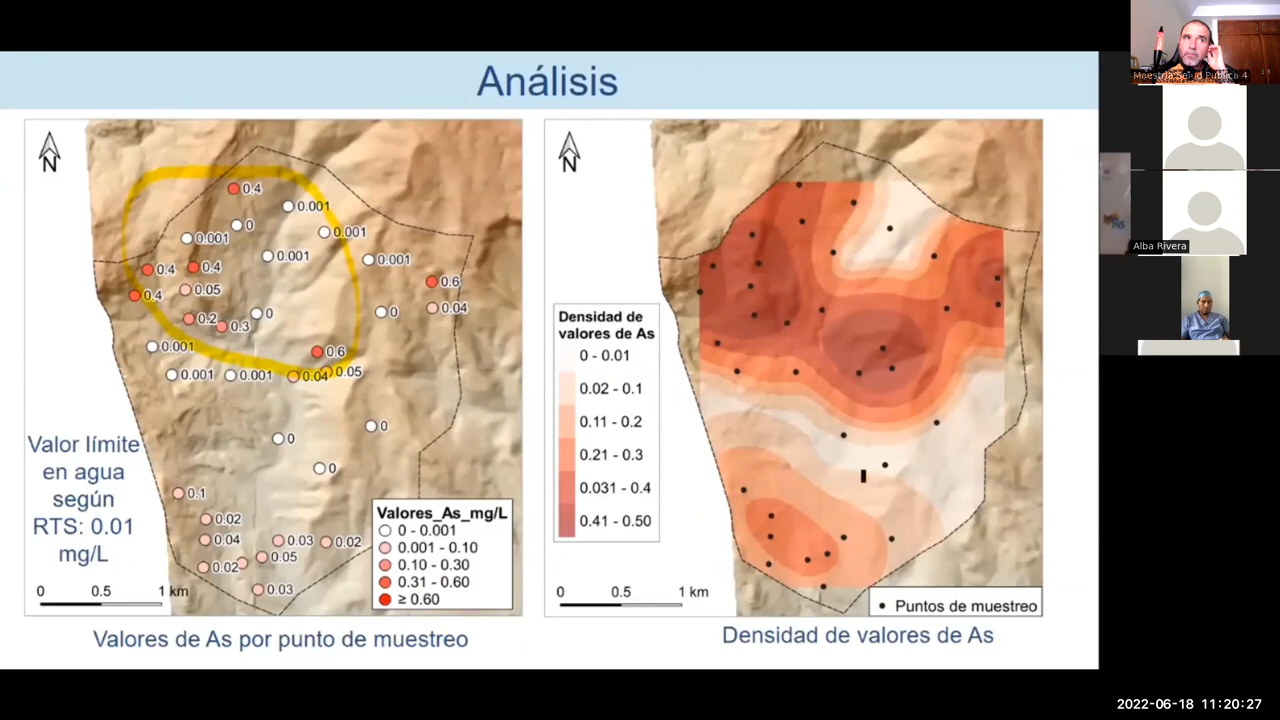 Análisis
N
0.4
0.001
0
0.001
0.001
0.001
0.001
0.4
0.4
0.6
0.05
0.4
0.04
0.2
0.3
0
0
0.001
0.6
0.001
0.001
0.04
0.05
0
0
0.1
0.02
0.04
0.03
0.02
0.05
0.02
0.03
Valor límite
en agua
según
RTS: 0.01
mg/L
Valores_As_mg/L
0 - 0.001
0.001 - 0.10
0.10 - 0.30
0.31 - 0.60
≥ 0.60
0 0.5 1 km
Valores de As por punto de muestreo
N
Densidad de
valores de As
0 - 0.01
0.02 - 0.1
0.11 - 0.2
0.21 - 0.3
0.031 - 0.4
0.41 - 0.50
0 0.5 1 km
Puntos de muestreo
Densidad de valores de As
Maestría Salud Pública 4
Alba Rivera
2022-06-18 11:20:27